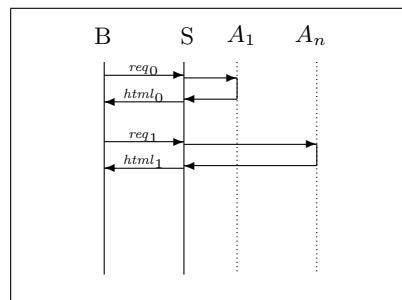 B S A₁ Aₙ
req₀
html₀
req₁
html₁